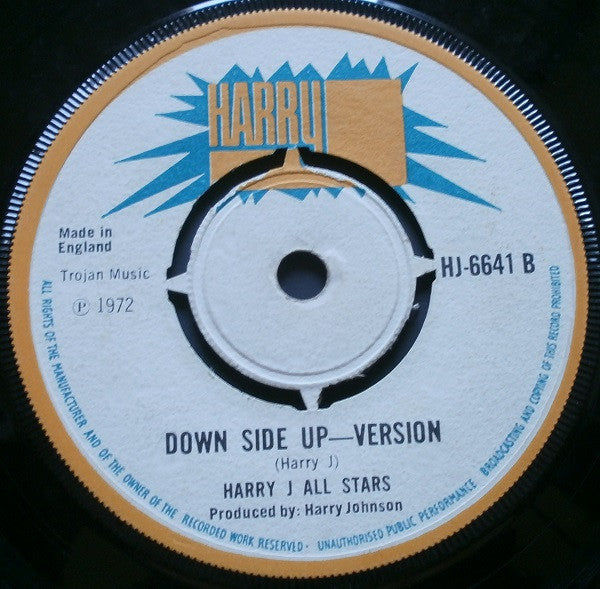 HARRY
Made in
England
Trojan Music
℗ 1972
HJ-6641 B
DOWN SIDE UP—VERSION
(Harry J)
HARRY J ALL STARS
Produced by: Harry Johnson
ALL RIGHTS OF THE MANUFACTURER AND OF THE OWNER OF THE RECORDED WORK RESERVED · UNAUTHORISED PUBLIC PERFORMANCE BROADCASTING AND COPYING OF THIS RECORD PROHIBITED